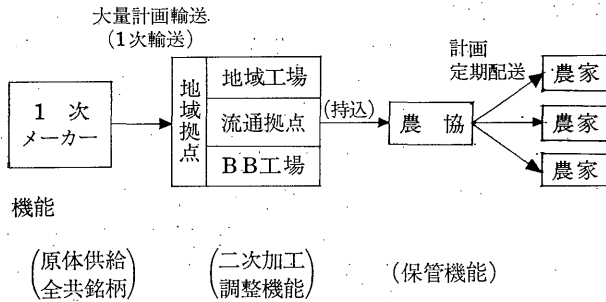 大量計画輸送
(1次輸送)
1 次
メーカー
地域拠点
地域工場
流通拠点
BB工場
(持込)
農 協
計画
定期配送
農家
農家
農家
機能
(原体供給
全共銘柄)
(二次加工
調整機能)
(保管機能)